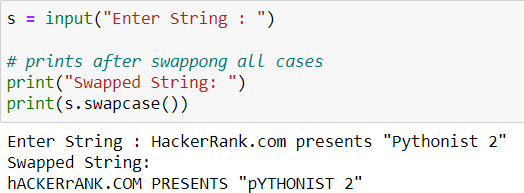 s = input("Enter String : ")
# prints after swappong all cases
print("Swapped String: ")
print(s.swapcase())
Enter String : HackerRank.com presents "Pythonist 2"
Swapped String:
hACKERrANK.COM PRESENTS "pYTHONIST 2"